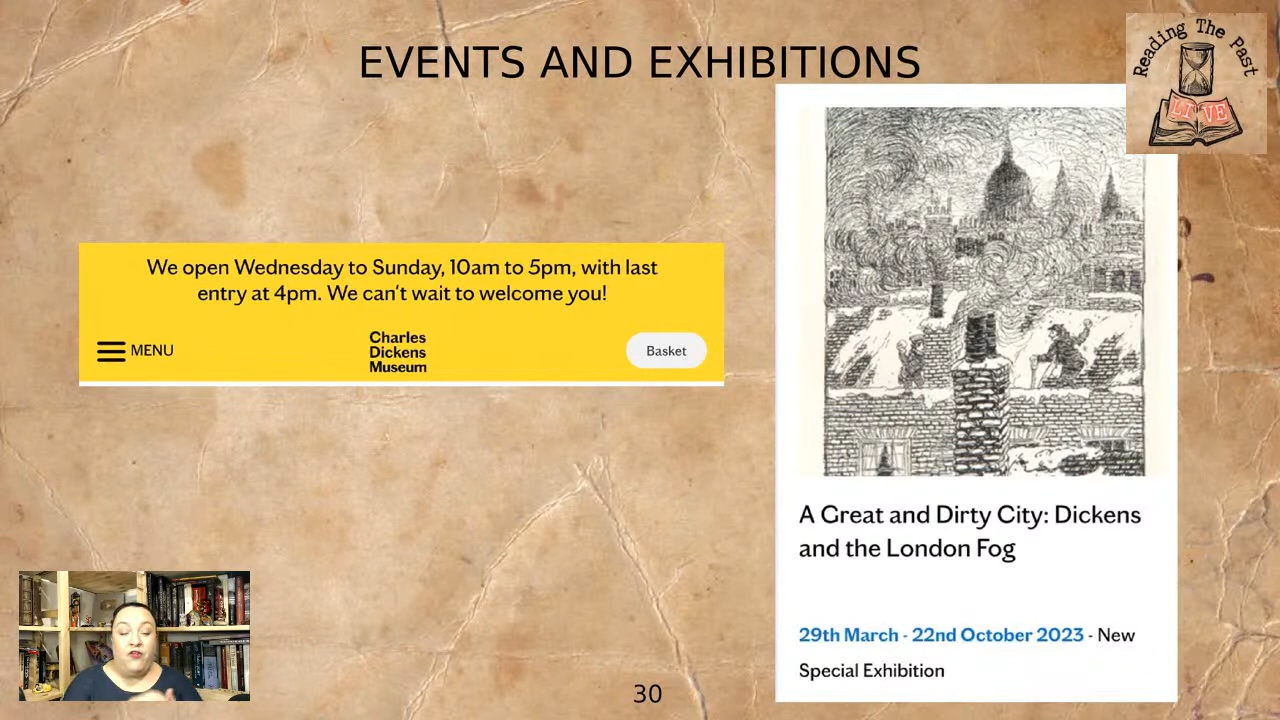 EVENTS AND EXHIBITIONS
Reading The Past
LIVE
We open Wednesday to Sunday, 10am to 5pm, with last
entry at 4pm. We can't wait to welcome you!
MENU
Charles
Dickens
Museum
Basket
A Great and Dirty City: Dickens
and the London Fog
29th March - 22nd October 2023 - New
Special Exhibition
30